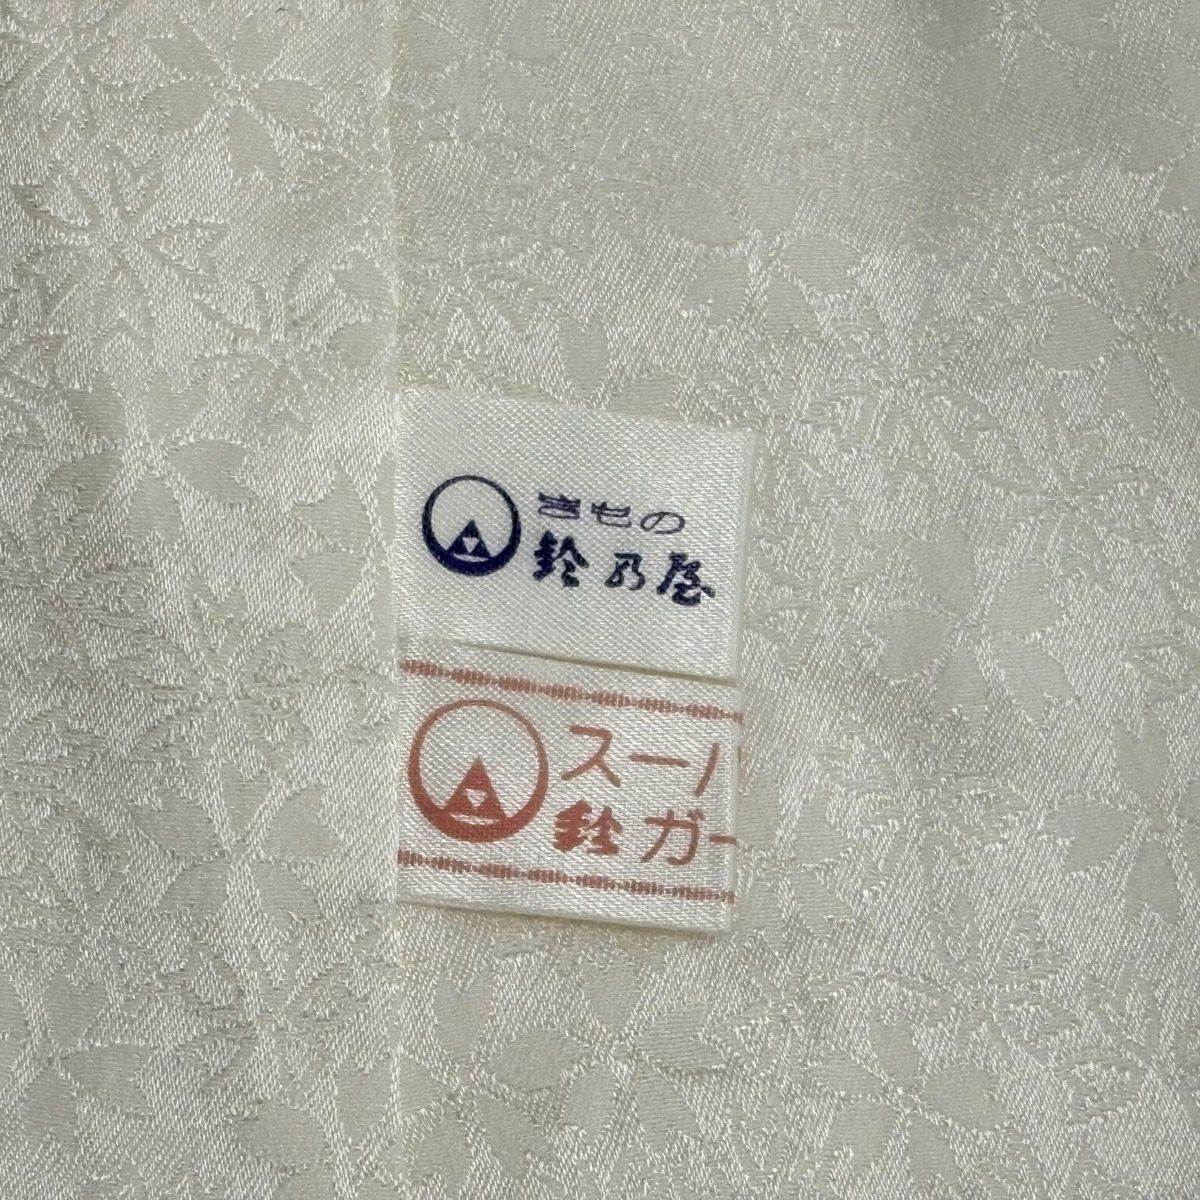 きもの
鈴乃屋
スーパ
鈴ガー